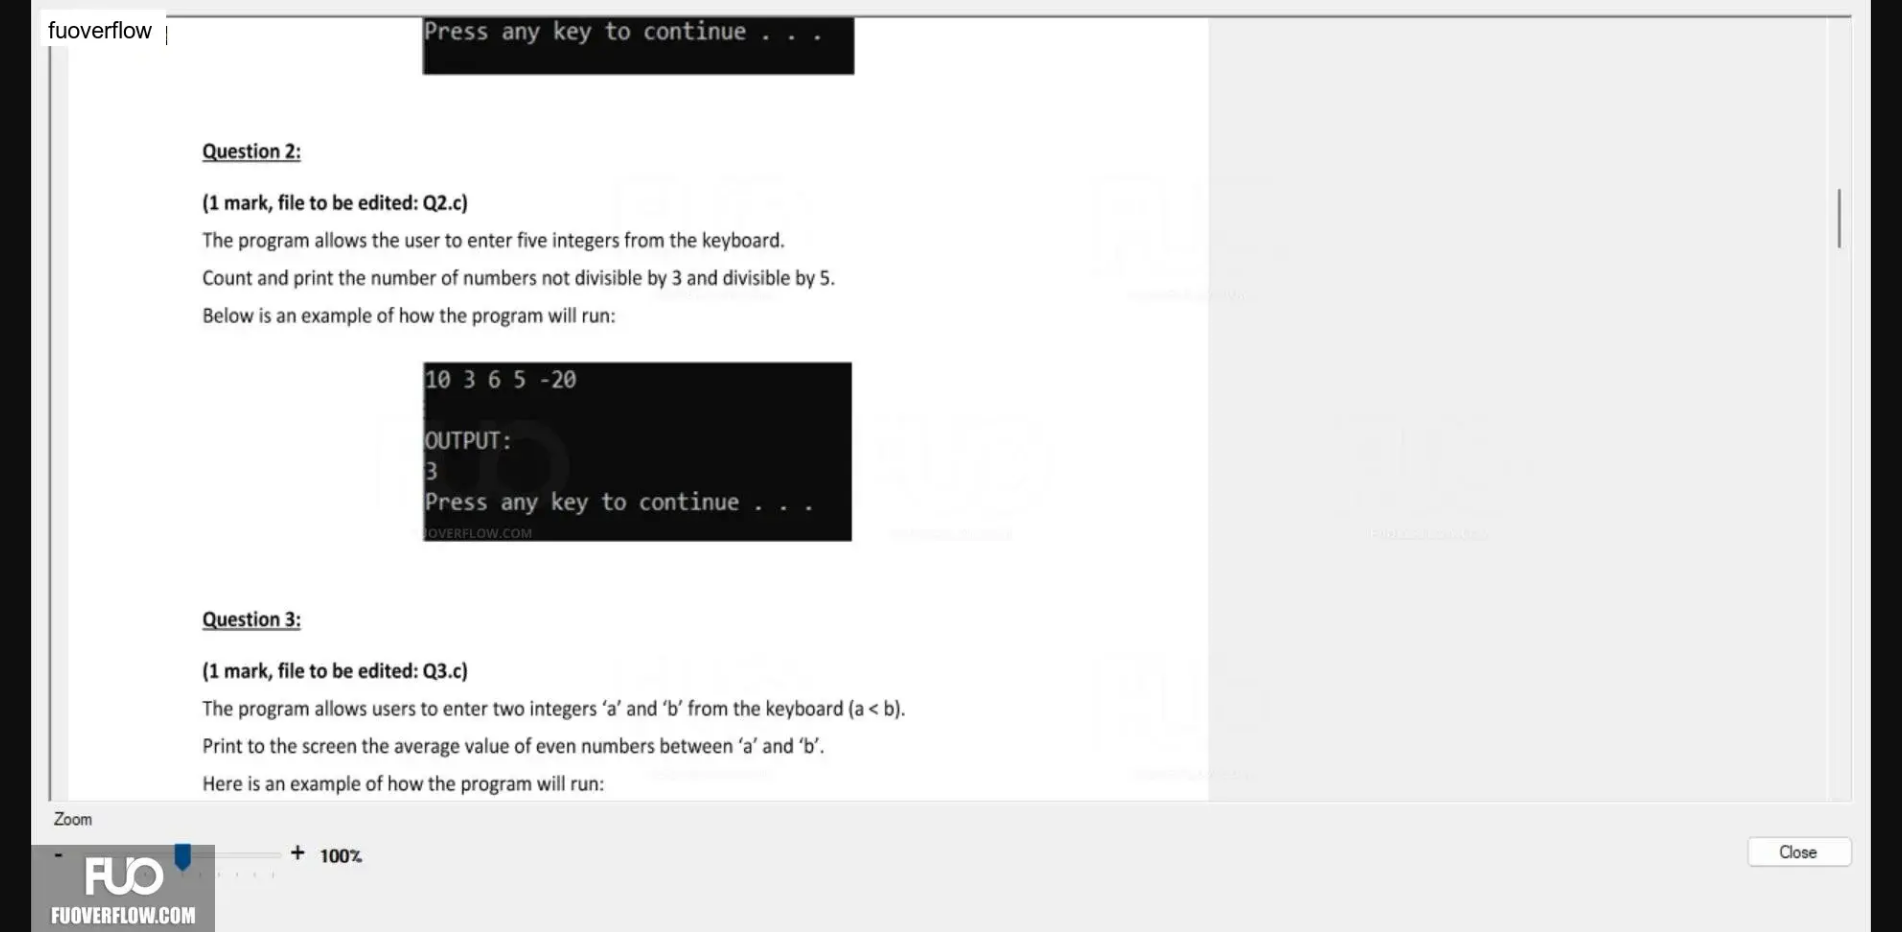 fuoverflow
Press any key to continue . . .
Question 2:
(1 mark, file to be edited: Q2.c)
The program allows the user to enter five integers from the keyboard.
Count and print the number of numbers not divisible by 3 and divisible by 5.
Below is an example of how the program will run:
10 3 6 5 -20
OUTPUT:
3
Press any key to continue . . .
OVERFLOW.COM
Question 3:
(1 mark, file to be edited: Q3.c)
The program allows users to enter two integers ‘a’ and ‘b’ from the keyboard (a < b).
Print to the screen the average value of even numbers between ‘a’ and ‘b’.
Here is an example of how the program will run:
Zoom
- + 100%
Close
FUO
FUOVERFLOW.COM